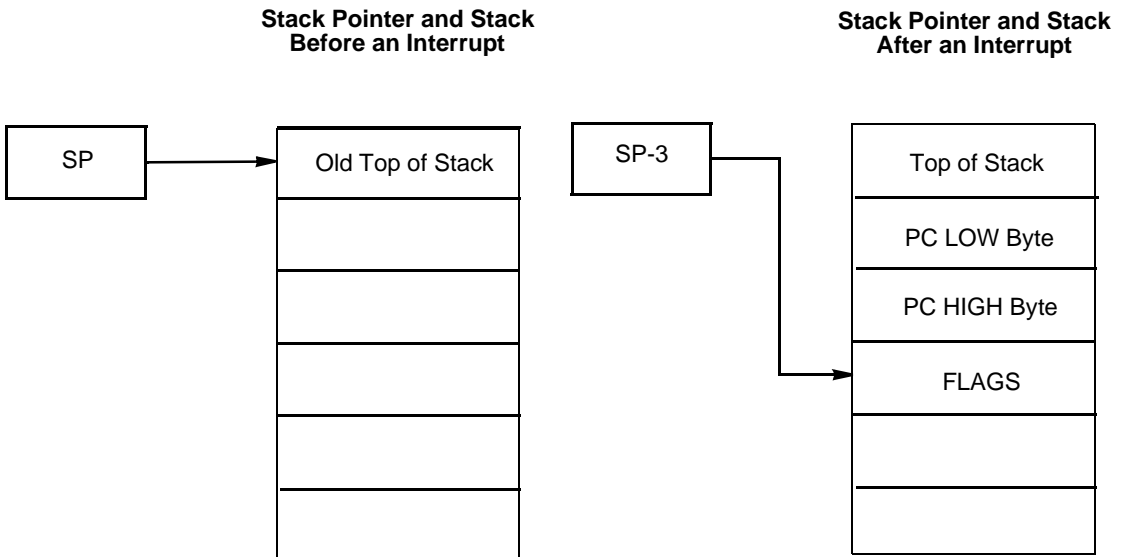 Stack Pointer and Stack
Before an Interrupt
SP
Old Top of Stack
Stack Pointer and Stack
After an Interrupt
SP-3
Top of Stack
PC LOW Byte
PC HIGH Byte
FLAGS